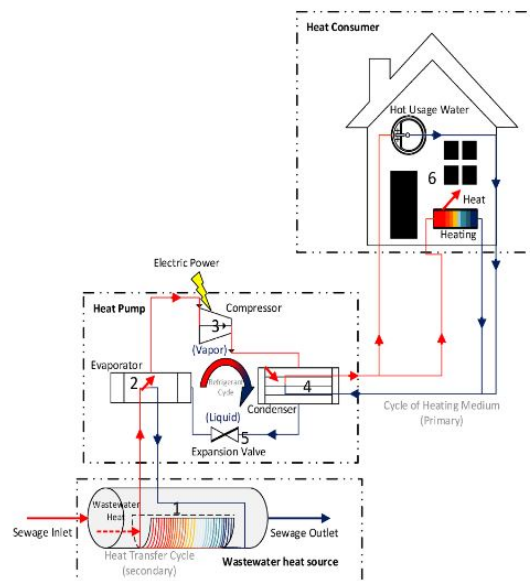 Heat Consumer
Hot Usage Water
6
Heat
Heating
Electric Power
Heat Pump
Compressor
3
(Vapor)
Evaporator
2
Refrigerant
Cycle
4
(Liquid)
Condenser
5
Expansion Valve
Cycle of Heating Medium
(Primary)
Wastewater
Heat
1
Sewage Inlet
Sewage Outlet
Heat Transfer Cycle
(secondary)
Wastewater heat source